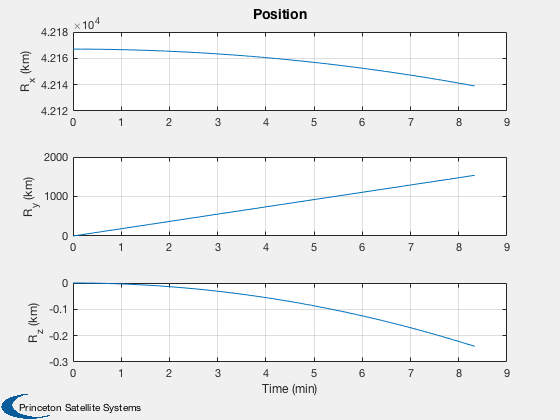 Position
×10⁴
4.218
4.216
4.214
4.212
R_x (km)
0 1 2 3 4 5 6 7 8 9
2000
1000
0
R_y (km)
0 1 2 3 4 5 6 7 8 9
0
-0.1
-0.2
-0.3
R_z (km)
0 1 2 3 4 5 6 7 8 9
Time (min)
Princeton Satellite Systems